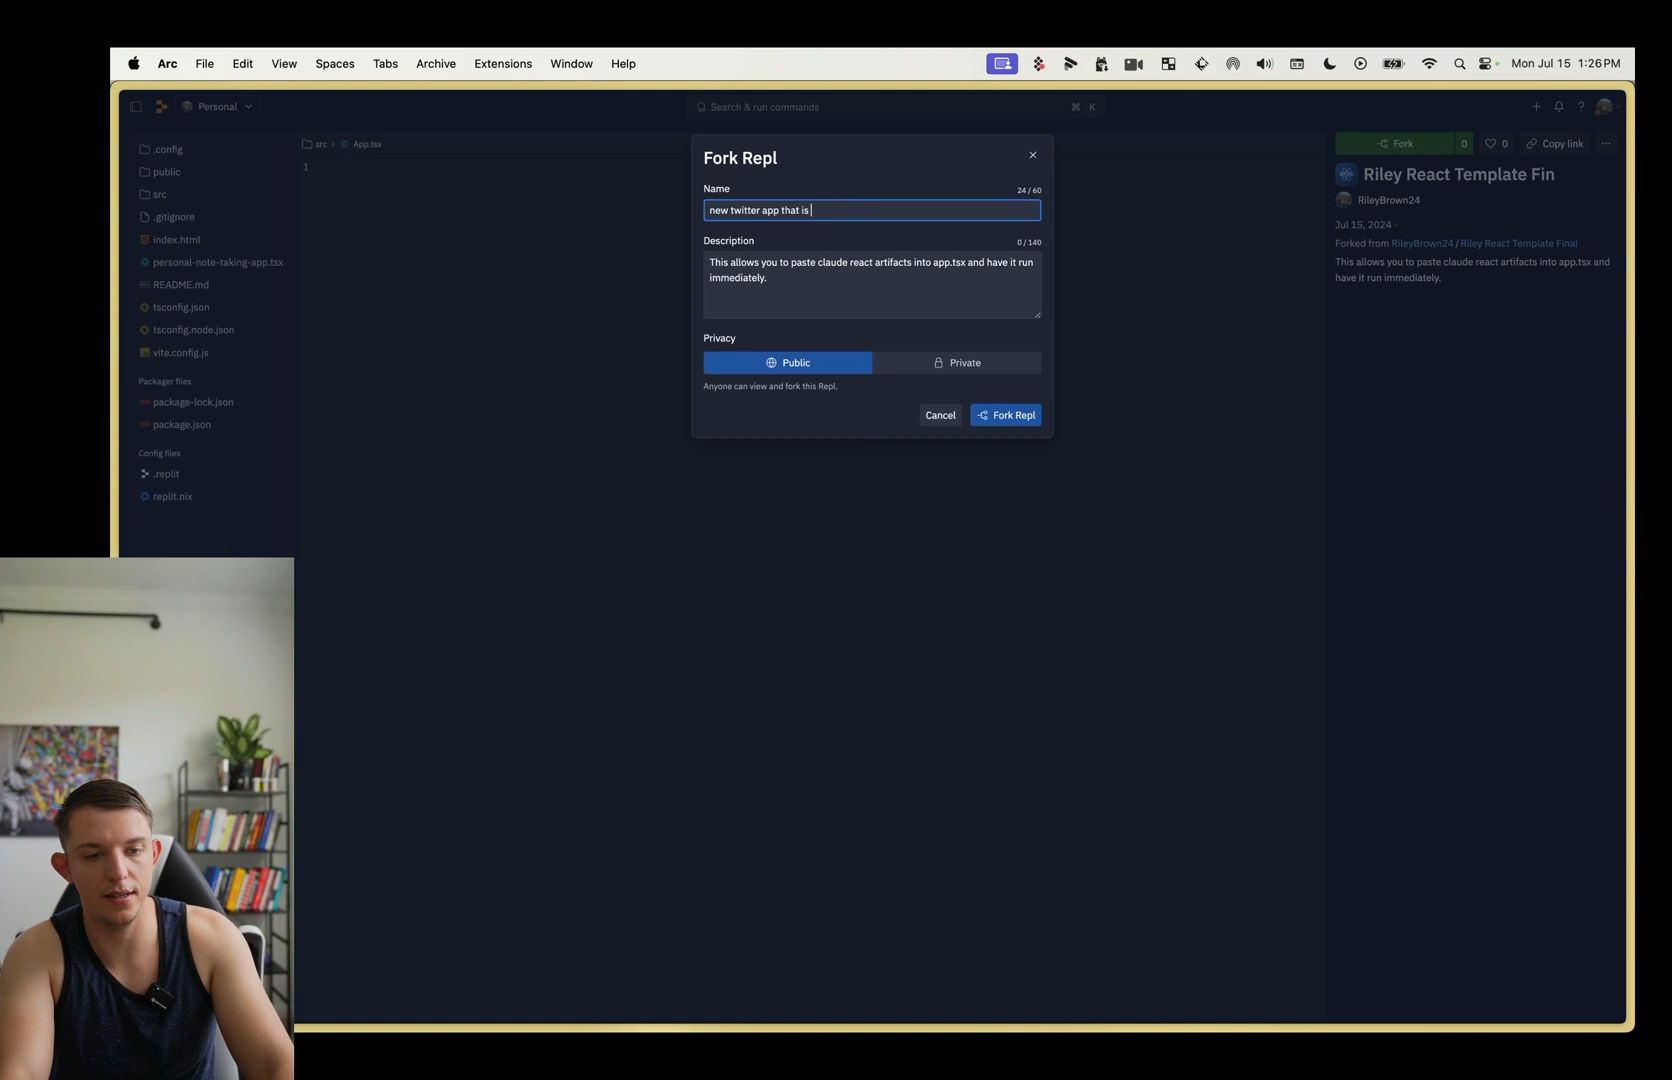 Arc File Edit View Spaces Tabs Archive Extensions Window Help Mon Jul 15 1:26 PM
Personal Search & run commands ⌘ K + ?
.config
public
src
.gitignore
index.html
personal-note-taking-app.tsx
README.md
tsconfig.json
tsconfig.node.json
vite.config.js
Packager files
package-lock.json
package.json
Config files
.replit
replit.nix
src › App.tsx
1
Fork Repl
Name 24 / 60
new twitter app that is
Description 0 / 140
This allows you to paste claude react artifacts into app.tsx and have it run
immediately.
Privacy
Public Private
Anyone can view and fork this Repl.
Cancel Fork Repl
Fork 0 0 Copy link ···
Riley React Template Fin
RileyBrown24
Jul 15, 2024 ·
Forked from RileyBrown24 / Riley React Template Final
This allows you to paste claude react artifacts into app.tsx and
have it run immediately.